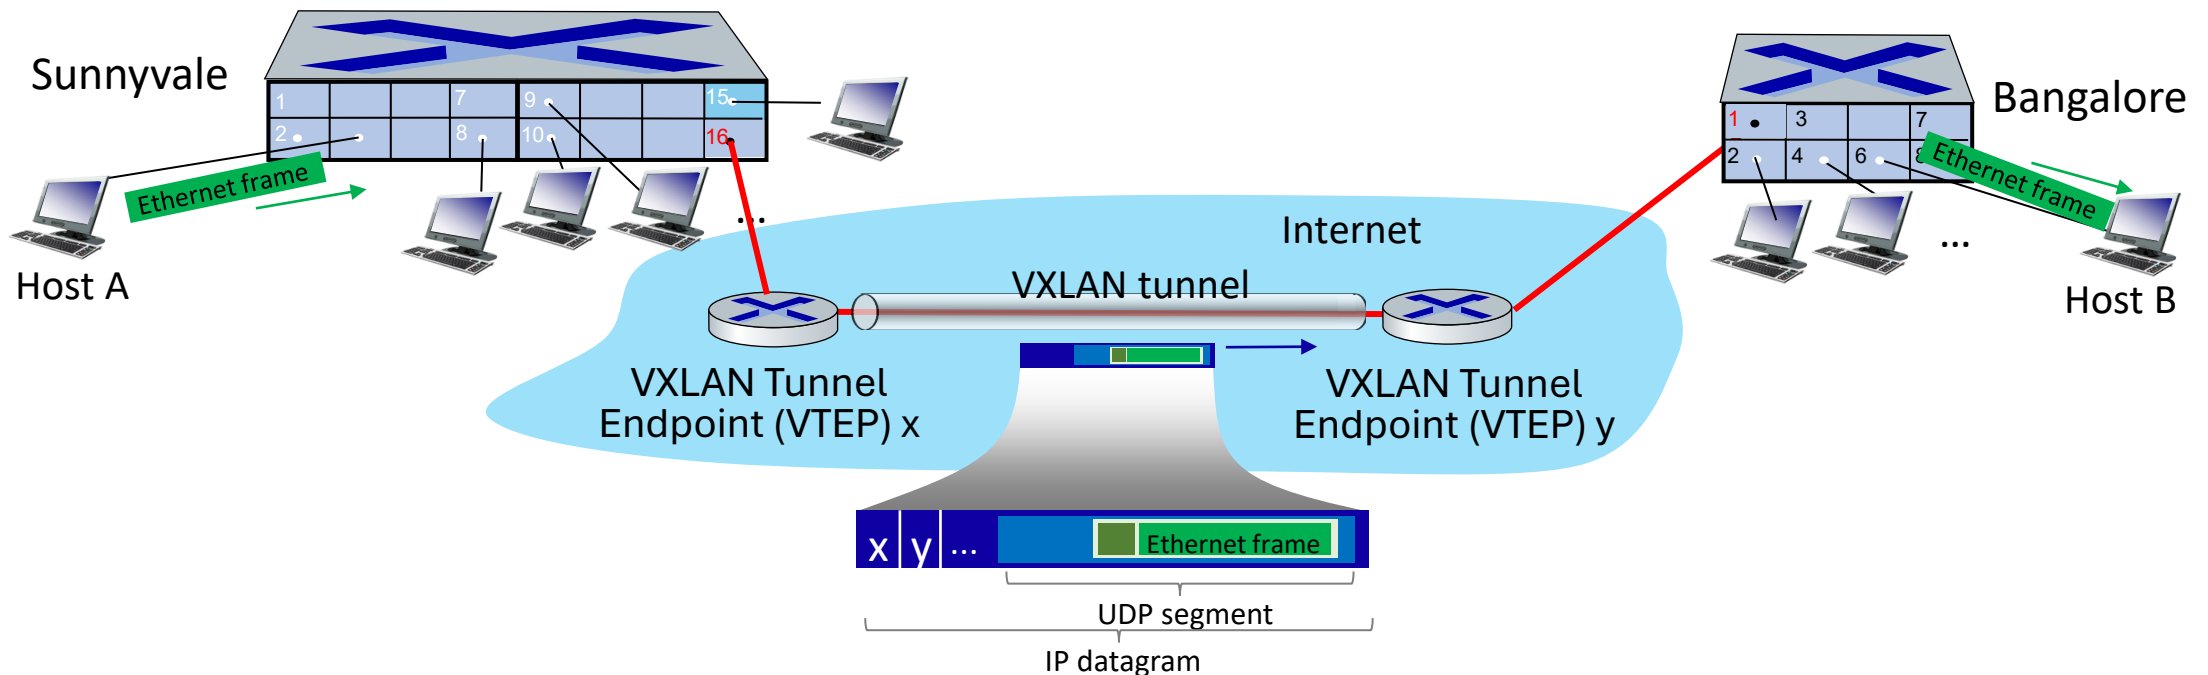 Sunnyvale
1
7
9
15
2
8
10
16
Ethernet frame
Host A
...
Bangalore
1
3
7
2
4
6
8
Ethernet frame
...
Host B
Internet
VXLAN tunnel
VXLAN Tunnel
Endpoint (VTEP) x
VXLAN Tunnel
Endpoint (VTEP) y
x
y
...
Ethernet frame
UDP segment
IP datagram